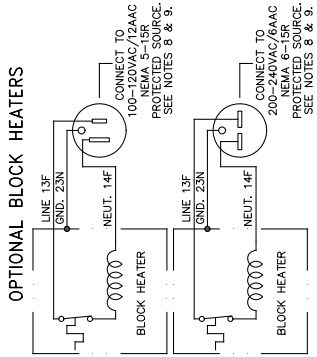 OPTIONAL BLOCK HEATERS
LINE 13F
GND. 23N
NEUT. 14F
BLOCK HEATER
CONNECT TO
100-120VAC/12AAC
NEMA 5-15R
PROTECTED SOURCE.
SEE NOTES 8 & 9.
LINE 13F
GND. 23N
NEUT. 14F
BLOCK HEATER
CONNECT TO
200-240VAC/6AAC
NEMA 6-15R
PROTECTED SOURCE.
SEE NOTES 8 & 9.